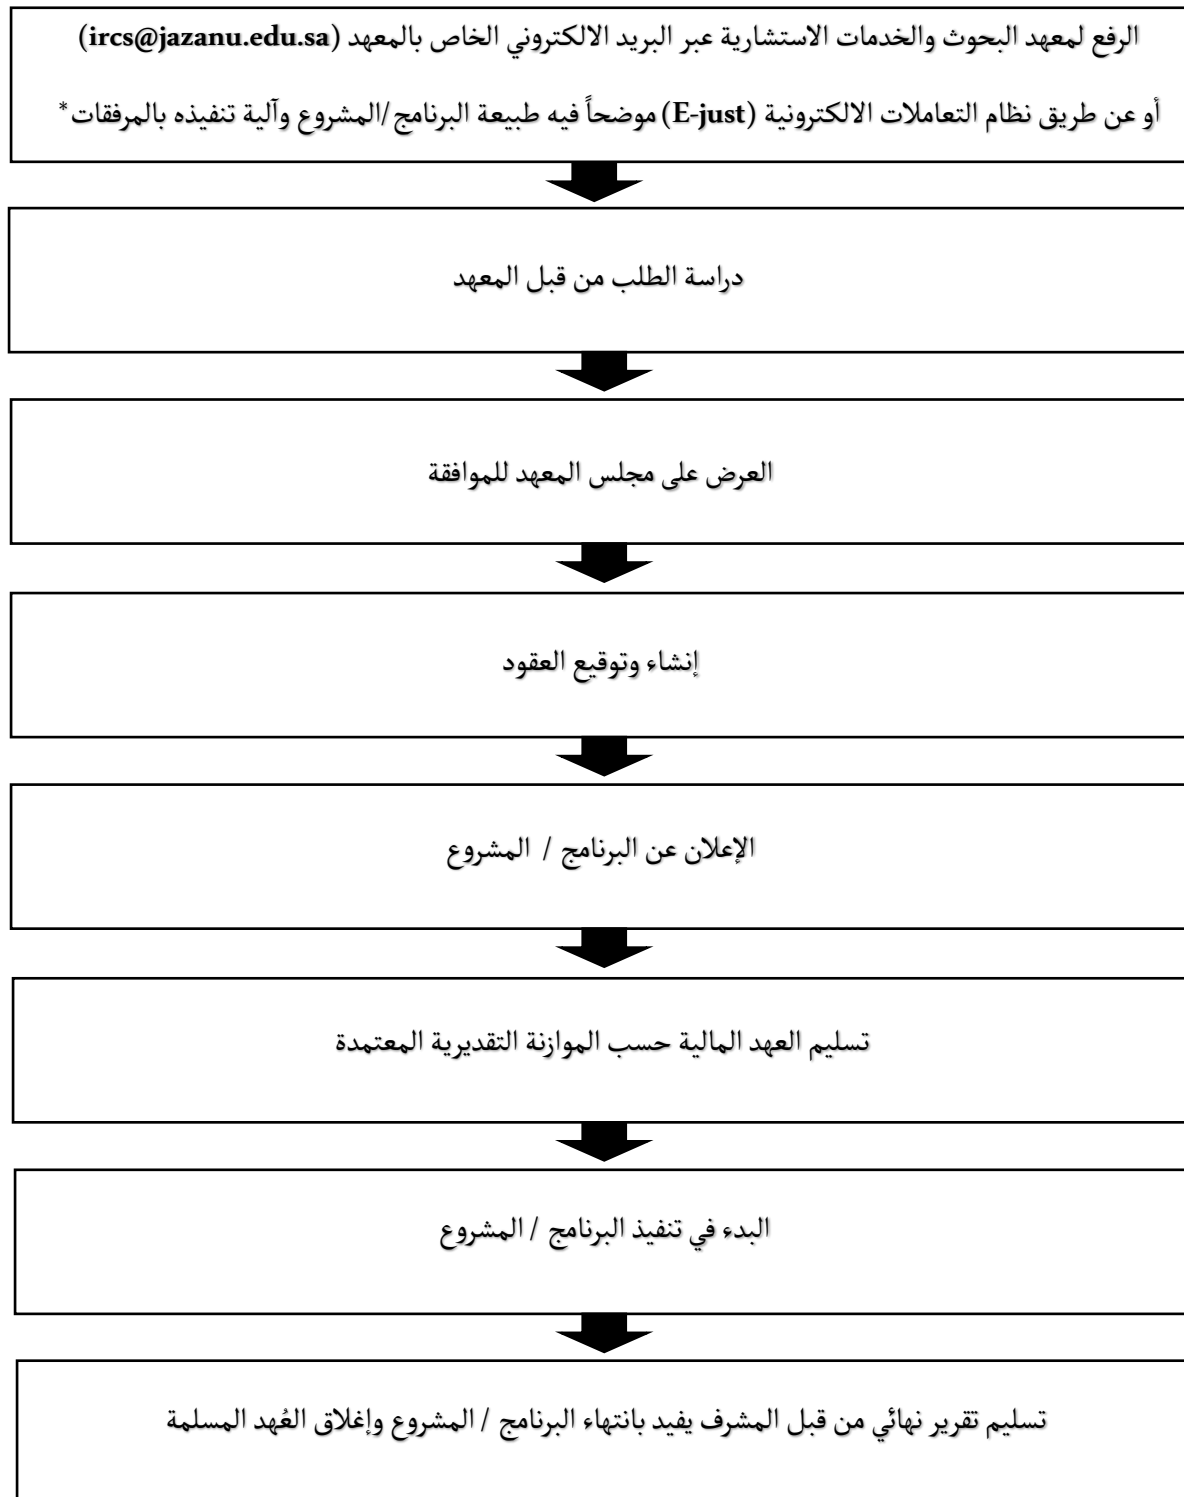 الرفع لمعهد البحوث والخدمات الاستشارية عبر البريد الالكتروني الخاص بالمعهد (ircs@jazanu.edu.sa)
أو عن طريق نظام التعاملات الالكترونية (E-just) موضحاً فيه طبيعة البرنامج/المشروع وآلية تنفيذه بالمرفقات*
دراسة الطلب من قبل المعهد
العرض على مجلس المعهد للموافقة
إنشاء وتوقيع العقود
الإعلان عن البرنامج / المشروع
تسليم العهد المالية حسب الموازنة التقديرية المعتمدة
البدء في تنفيذ البرنامج / المشروع
تسليم تقرير نهائي من قبل المشرف يفيد بانتهاء البرنامج / المشروع وإغلاق العُهد المسلمة